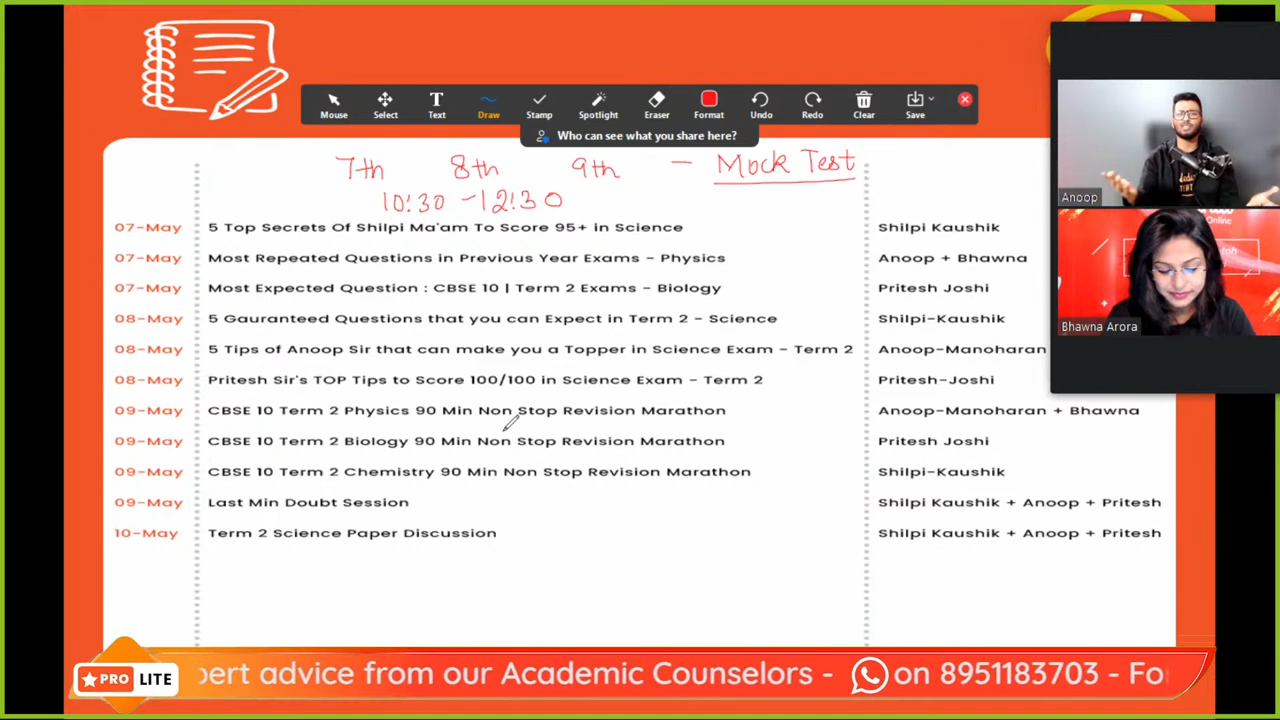 Mouse Select Text Draw Stamp Spotlight Eraser Format Undo Redo Clear Save
Who can see what you share here?
7th 8th 9th - Mock Test
10:30 - 12:30
07-May 5 Top Secrets Of Shilpi Ma'am To Score 95+ in Science Shilpi Kaushik
07-May Most Repeated Questions in Previous Year Exams - Physics Anoop + Bhawna
07-May Most Expected Question : CBSE 10 | Term 2 Exams - Biology Pritesh Joshi
08-May 5 Gauranteed Questions that you can Expect in Term 2 - Science Shilpi-Kaushik
08-May 5 Tips of Anoop Sir that can make you a Topper in Science Exam - Term 2 Anoop-Manoharan
08-May Pritesh Sir's TOP Tips to Score 100/100 in Science Exam - Term 2 Pritesh-Joshi
09-May CBSE 10 Term 2 Physics 90 Min Non Stop Revision Marathon Anoop-Manoharan + Bhawna
09-May CBSE 10 Term 2 Biology 90 Min Non Stop Revision Marathon Pritesh Joshi
09-May CBSE 10 Term 2 Chemistry 90 Min Non Stop Revision Marathon Shilpi-Kaushik
09-May Last Min Doubt Session Shilpi Kaushik + Anoop + Pritesh
10-May Term 2 Science Paper Discussion Shilpi Kaushik + Anoop + Pritesh
Anoop
Online
Bhawna Arora
PRO LITE
pert advice from our Academic Counselors - on 8951183703 - Fo